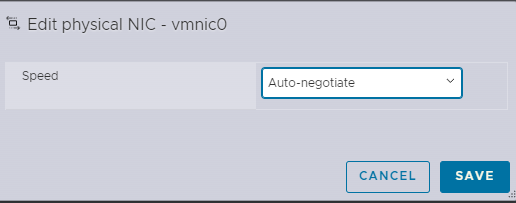 Edit physical NIC - vmnic0
Speed
Auto-negotiate
CANCEL
SAVE